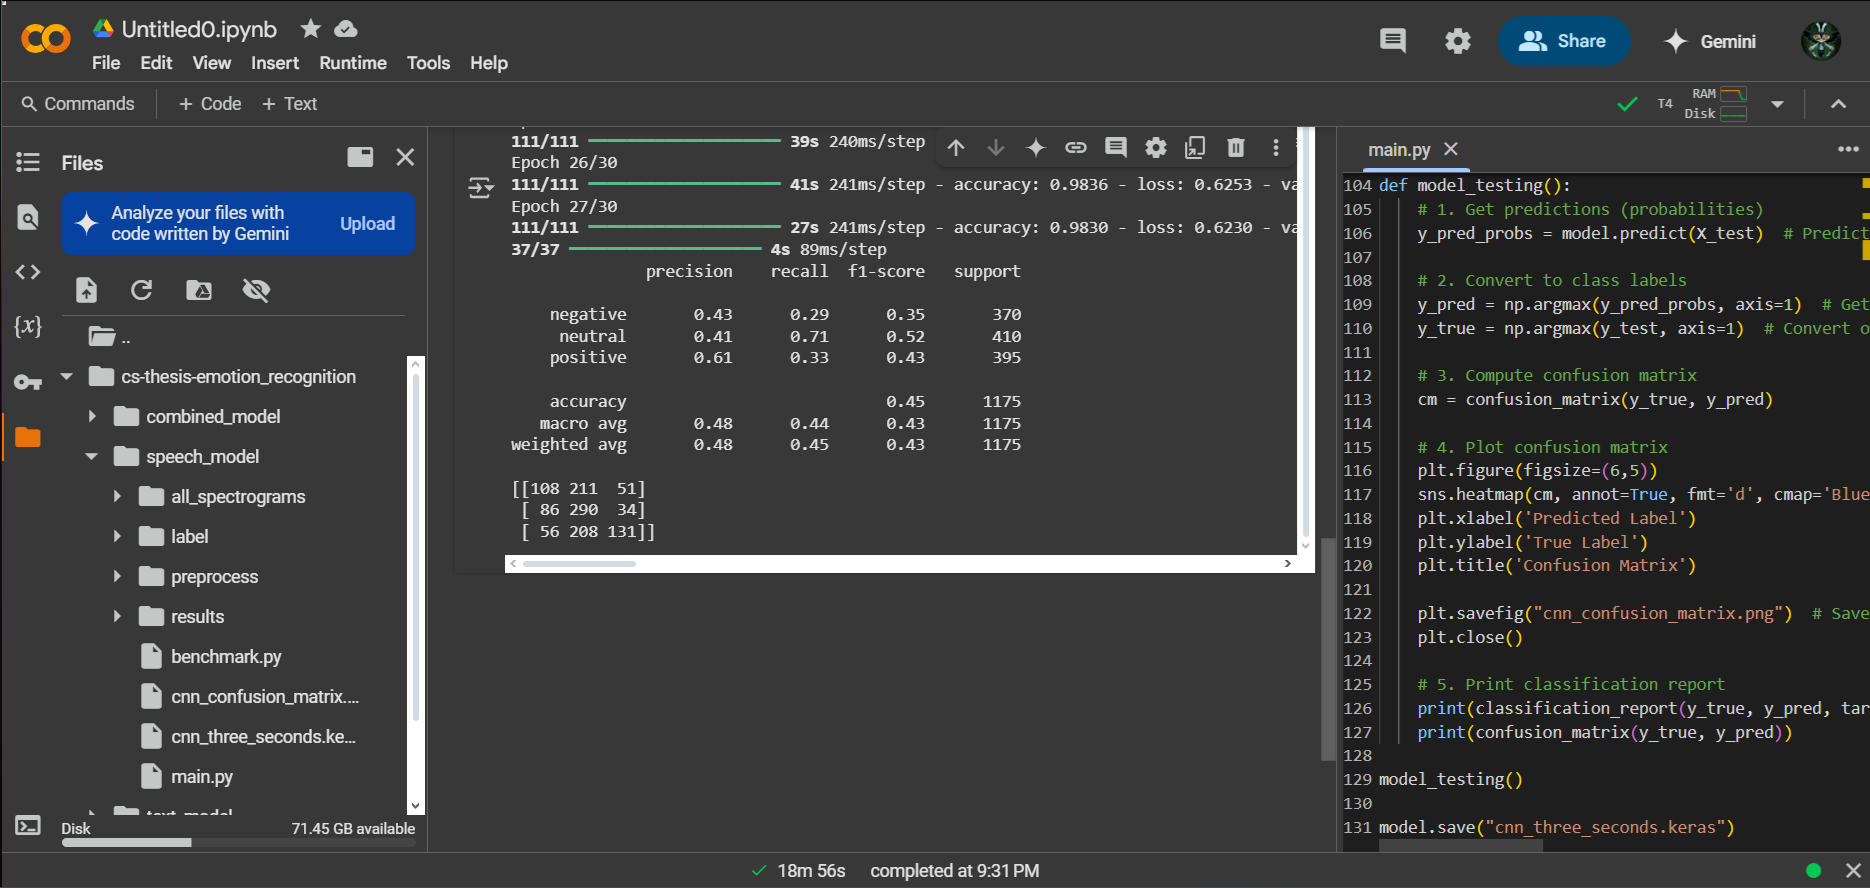 Untitled0.ipynb
File Edit View Insert Runtime Tools Help
Share
Gemini
Commands
+ Code + Text
T4
RAM
Disk
Files
Analyze your files with
code written by Gemini
Upload
{x}
..
cs-thesis-emotion_recognition
combined_model
speech_model
all_spectrograms
label
preprocess
results
benchmark.py
cnn_confusion_matrix....
cnn_three_seconds.ke...
main.py
text_model
Disk
71.45 GB available
111/111 39s 240ms/step
Epoch 26/30
111/111 41s 241ms/step - accuracy: 0.9836 - loss: 0.6253 - va
Epoch 27/30
111/111 27s 241ms/step - accuracy: 0.9830 - loss: 0.6230 - va
37/37 4s 89ms/step
precision recall f1-score support
negative 0.43 0.29 0.35 370
neutral 0.41 0.71 0.52 410
positive 0.61 0.33 0.43 395
accuracy 0.45 1175
macro avg 0.48 0.44 0.43 1175
weighted avg 0.48 0.45 0.43 1175
[[108 211 51]
[ 86 290 34]
[ 56 208 131]]
main.py
104 def model_testing():
105 # 1. Get predictions (probabilities)
106 y_pred_probs = model.predict(X_test) # Predict
107
108 # 2. Convert to class labels
109 y_pred = np.argmax(y_pred_probs, axis=1) # Get
110 y_true = np.argmax(y_test, axis=1) # Convert o
111
112 # 3. Compute confusion matrix
113 cm = confusion_matrix(y_true, y_pred)
114
115 # 4. Plot confusion matrix
116 plt.figure(figsize=(6,5))
117 sns.heatmap(cm, annot=True, fmt='d', cmap='Blue
118 plt.xlabel('Predicted Label')
119 plt.ylabel('True Label')
120 plt.title('Confusion Matrix')
121
122 plt.savefig("cnn_confusion_matrix.png") # Save
123 plt.close()
124
125 # 5. Print classification report
126 print(classification_report(y_true, y_pred, tar
127 print(confusion_matrix(y_true, y_pred))
128
129 model_testing()
130
131 model.save("cnn_three_seconds.keras")
18m 56s completed at 9:31 PM